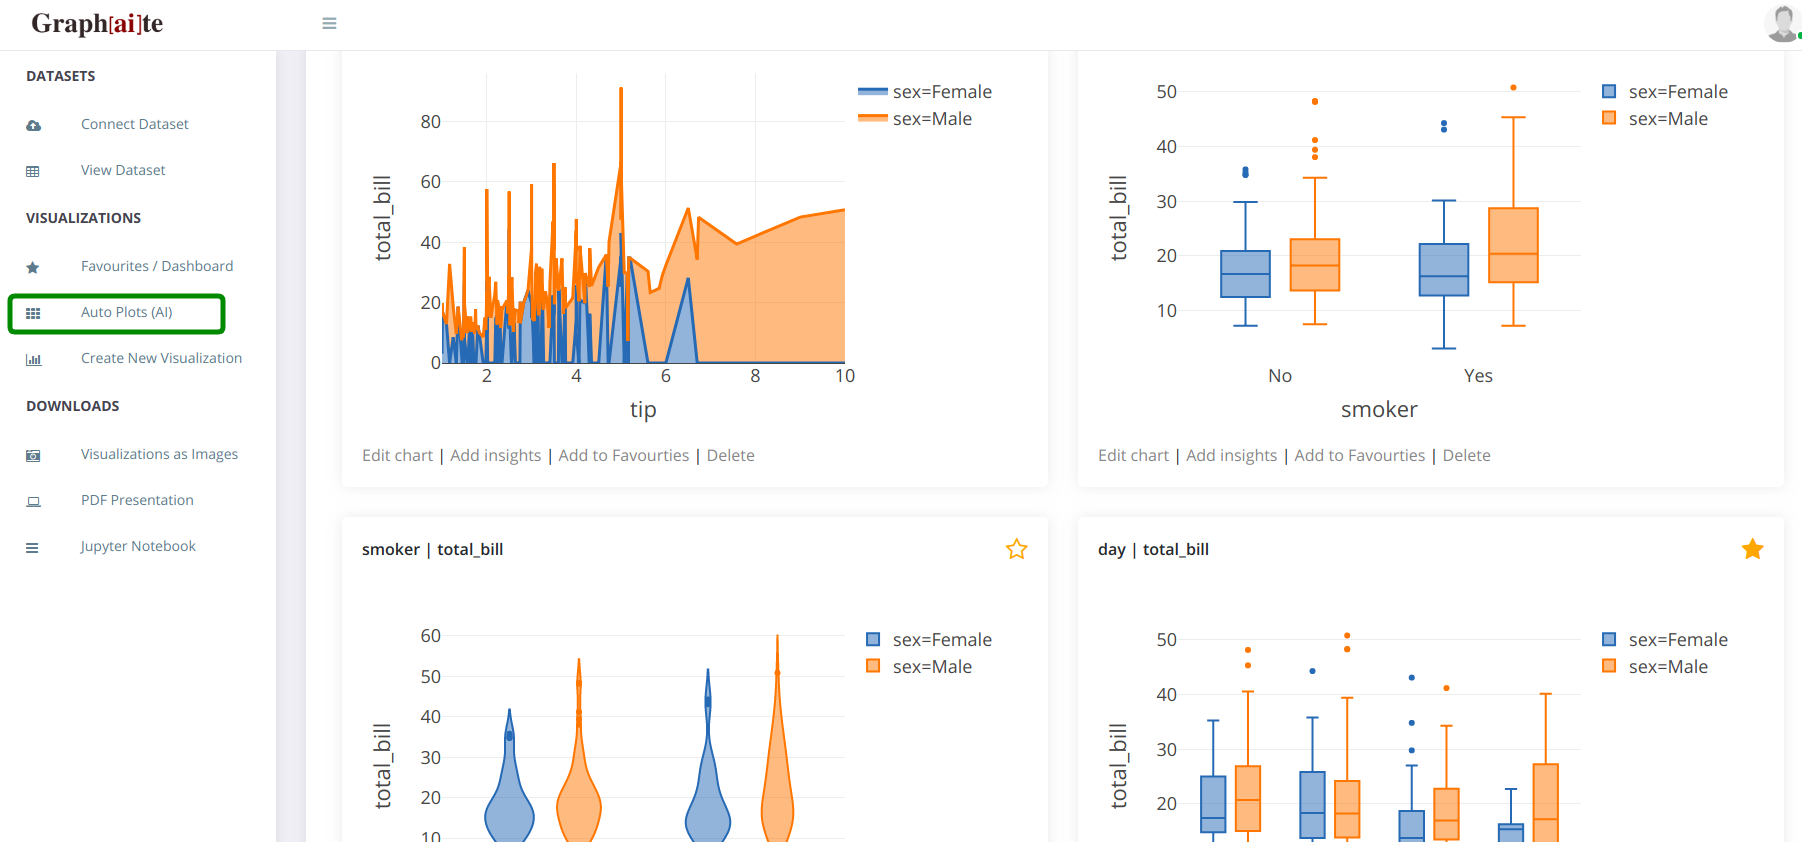 Graph[ai]te
DATASETS
Connect Dataset
View Dataset
VISUALIZATIONS
Favourites / Dashboard
Auto Plots (AI)
Create New Visualization
DOWNLOADS
Visualizations as Images
PDF Presentation
Jupyter Notebook
80
60
40
20
0
2 4 6 8 10
total_bill
tip
sex=Female
sex=Male
Edit chart | Add insights | Add to Favourties | Delete
50
40
30
20
10
No Yes
total_bill
smoker
sex=Female
sex=Male
Edit chart | Add insights | Add to Favourties | Delete
smoker | total_bill
60
50
40
30
20
10
total_bill
sex=Female
sex=Male
day | total_bill
50
40
30
20
total_bill
sex=Female
sex=Male